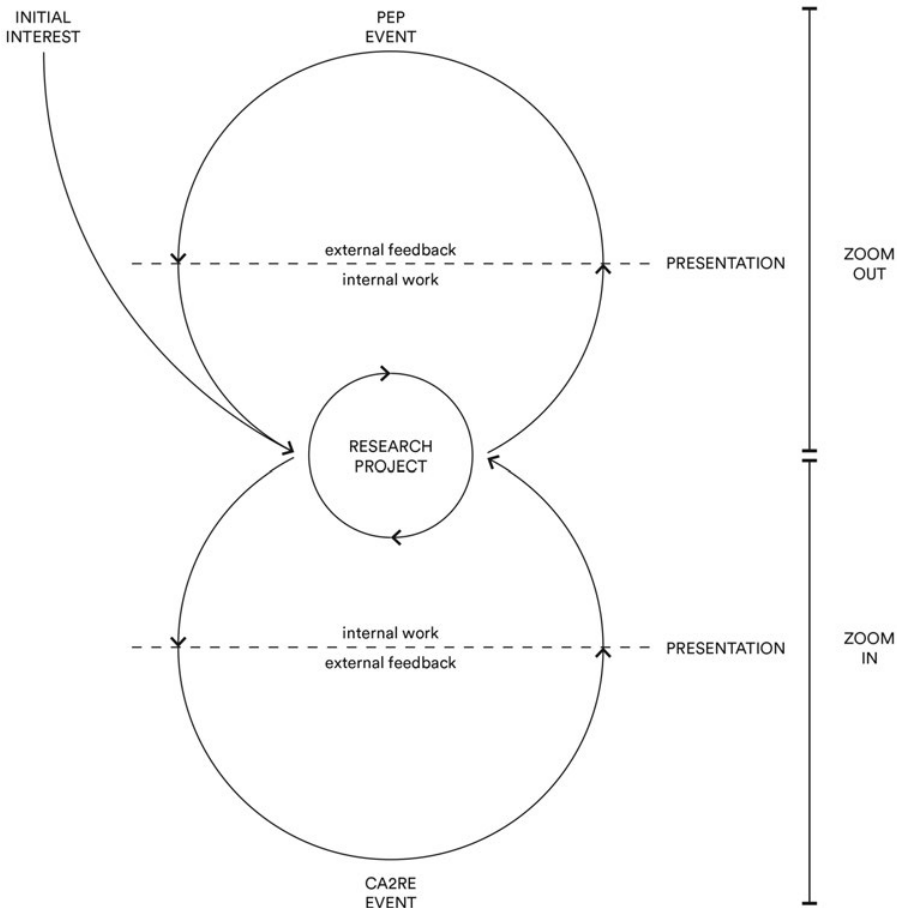 INITIAL
INTEREST
PEP
EVENT
external feedback
internal work
PRESENTATION
ZOOM
OUT
RESEARCH
PROJECT
internal work
external feedback
PRESENTATION
ZOOM
IN
CA2RE
EVENT